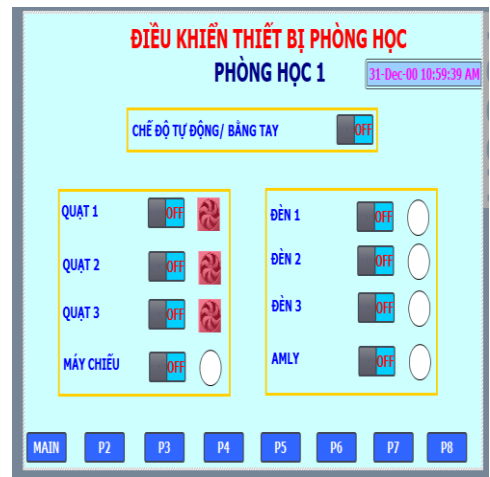 ĐIỀU KHIỂN THIẾT BỊ PHÒNG HỌC
PHÒNG HỌC 1
31-Dec-00 10:59:39 AM
CHẾ ĐỘ TỰ ĐỘNG/ BẰNG TAY OFF
QUẠT 1 OFF
QUẠT 2 OFF
QUẠT 3 OFF
MÁY CHIẾU OFF
ĐÈN 1 OFF
ĐÈN 2 OFF
ĐÈN 3 OFF
AMLY OFF
MAIN P2 P3 P4 P5 P6 P7 P8